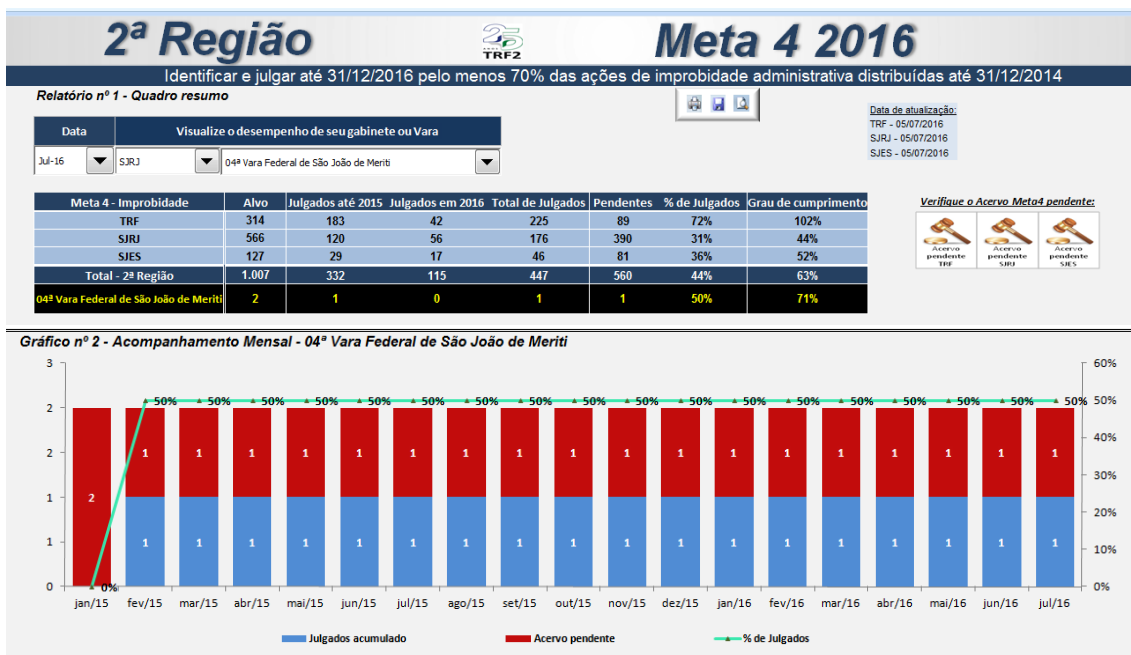 2ª Região
25
TRF2
Meta 4 2016
Identificar e julgar até 31/12/2016 pelo menos 70% das ações de improbidade administrativa distribuídas até 31/12/2014
Relatório nº 1 - Quadro resumo
Data de atualização:
TRF - 05/07/2016
SJRJ - 05/07/2016
SJES - 05/07/2016
Data Visualize o desempenho de seu gabinete ou Vara
Jul-16 SJRJ 04ª Vara Federal de São João de Meriti
Meta 4 - Improbidade Alvo Julgados até 2015 Julgados em 2016 Total de Julgados Pendentes % de Julgados Grau de cumprimento
TRF 314 183 42 225 89 72% 102%
SJRJ 566 120 56 176 390 31% 44%
SJES 127 29 17 46 81 36% 52%
Total - 2ª Região 1.007 332 115 447 560 44% 63%
04ª Vara Federal de São João de Meriti 2 1 0 1 1 50% 71%
Verifique o Acervo Meta4 pendente:
Acervo pendente TRF
Acervo pendente SJRJ
Acervo pendente SJES
Gráfico nº 2 - Acompanhamento Mensal - 04ª Vara Federal de São João de Meriti
3 60%
2 50% 50% 50% 50% 50% 50% 50% 50% 50% 50% 50% 50% 50% 50% 50% 50% 50% 50% 50%
40%
2 1 1 1 1 1 1 1 1 1 1 1 1 1 1 1 1 1 1
30%
1 2
20%
1 1 1 1 1 1 1 1 1 1 1 1 1 1 1 1 1 1 1
10%
0 0% 0%
jan/15 fev/15 mar/15 abr/15 mai/15 jun/15 jul/15 ago/15 set/15 out/15 nov/15 dez/15 jan/16 fev/16 mar/16 abr/16 mai/16 jun/16 jul/16
Julgados acumulado Acervo pendente % de Julgados